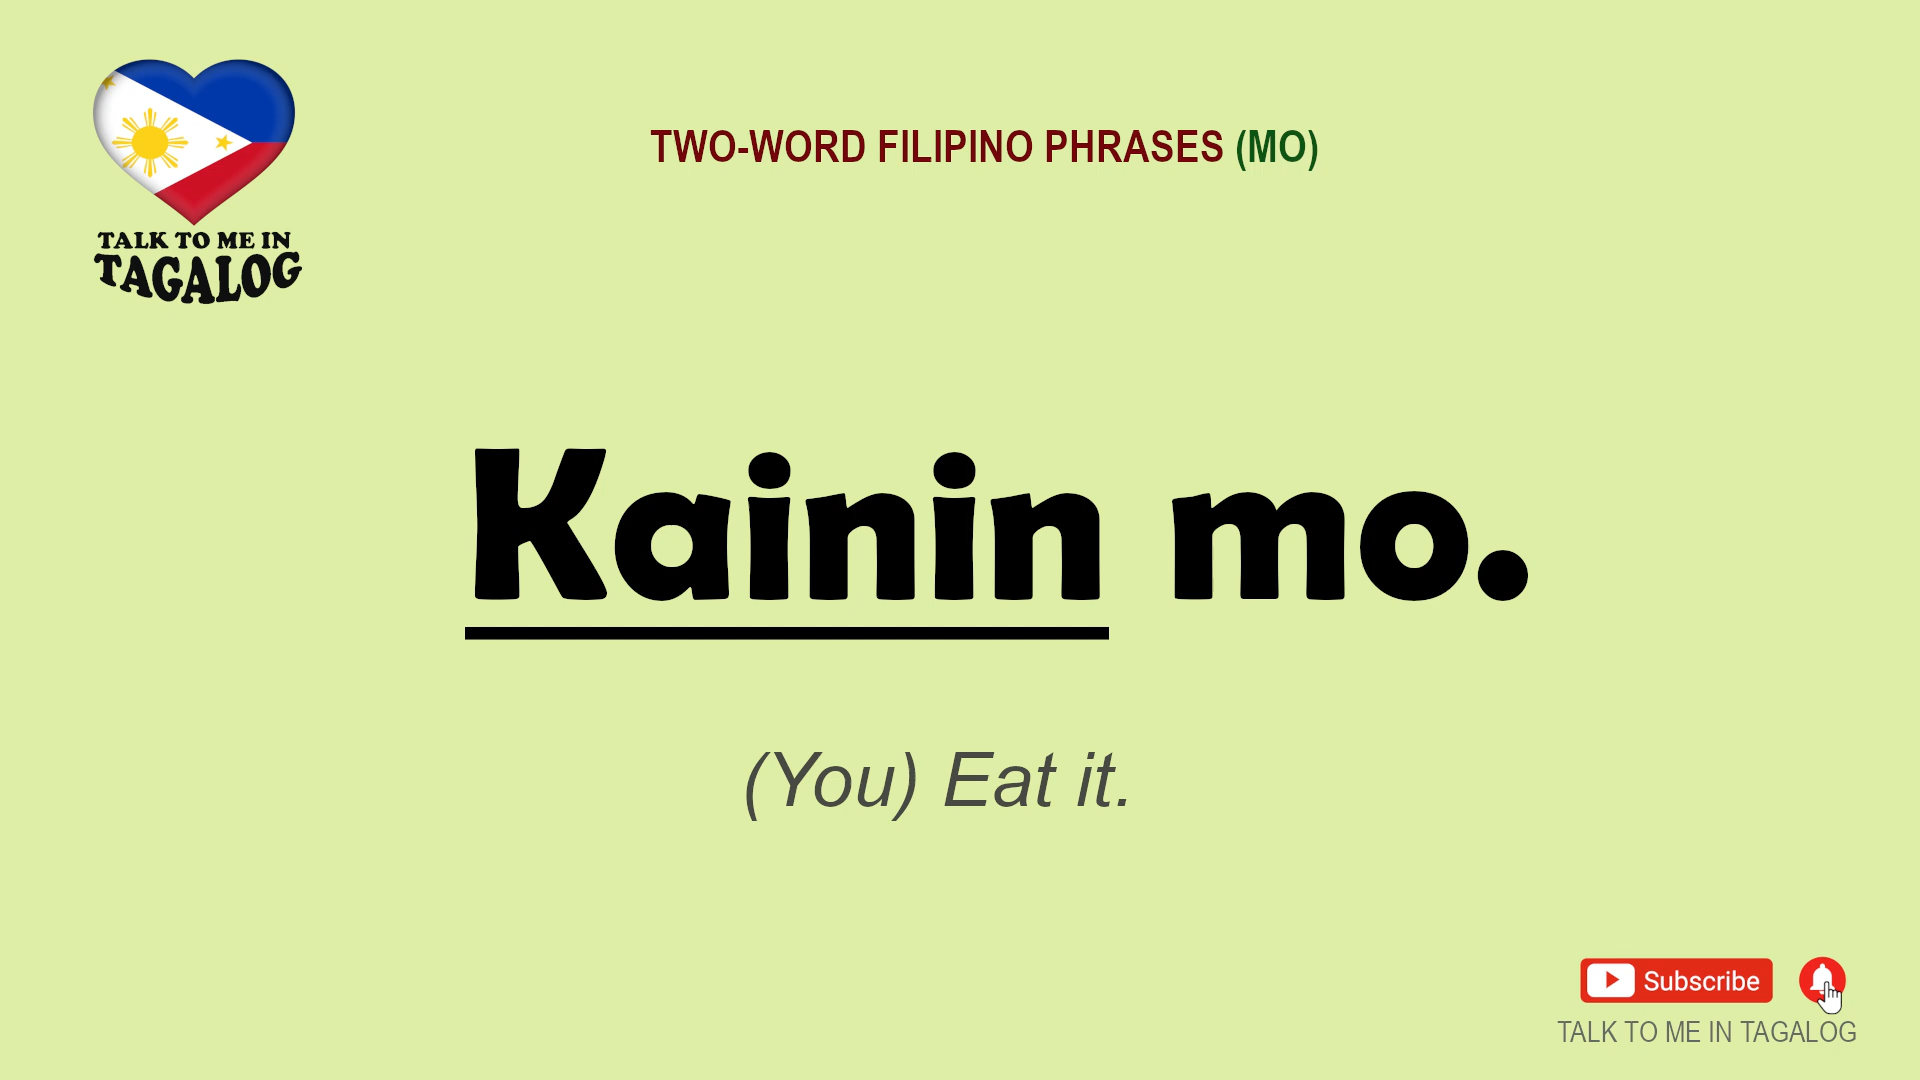 TALK TO ME IN
TAGALOG
TWO-WORD FILIPINO PHRASES (MO)
Kainin mo.
(You) Eat it.
Subscribe
TALK TO ME IN TAGALOG